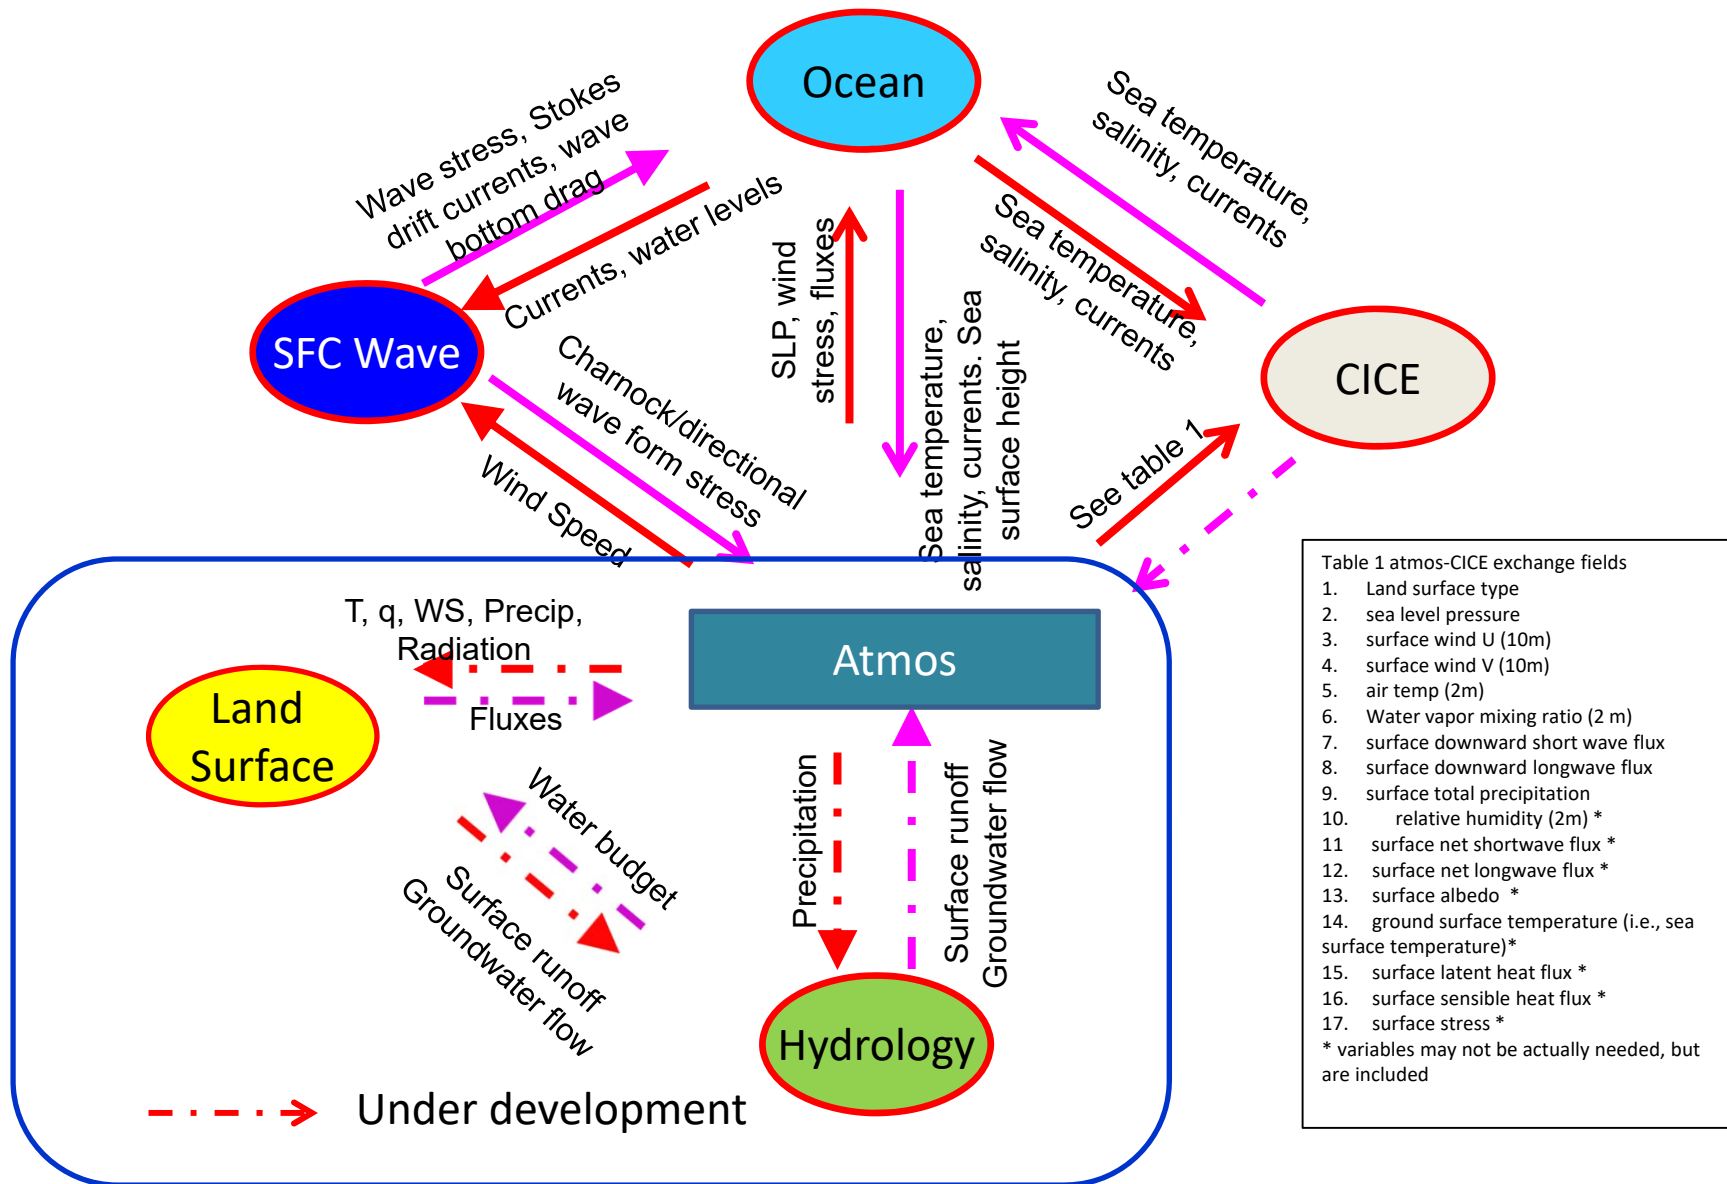 Ocean
Wave stress, Stokes
drift currents, wave
bottom drag
Currents, water levels
Sea temperature,
salinity, currents
Sea temperature,
salinity, currents
SLP, wind
stress, fluxes
Sea temperature,
salinity, currents. Sea
surface height
SFC Wave
CICE
Charnock/directional
wave form stress
Wind Speed
See table 1
T, q, WS, Precip,
Radiation
Fluxes
Atmos
Land
Surface
Water budget
Surface runoff
Groundwater flow
Precipitation
Surface runoff
Groundwater flow
Hydrology
Under development
Table 1 atmos-CICE exchange fields
1. Land surface type
2. sea level pressure
3. surface wind U (10m)
4. surface wind V (10m)
5. air temp (2m)
6. Water vapor mixing ratio (2 m)
7. surface downward short wave flux
8. surface downward longwave flux
9. surface total precipitation
10. relative humidity (2m) *
11 surface net shortwave flux *
12. surface net longwave flux *
13. surface albedo *
14. ground surface temperature (i.e., sea
surface temperature)*
15. surface latent heat flux *
16. surface sensible heat flux *
17. surface stress *
* variables may not be actually needed, but
are included